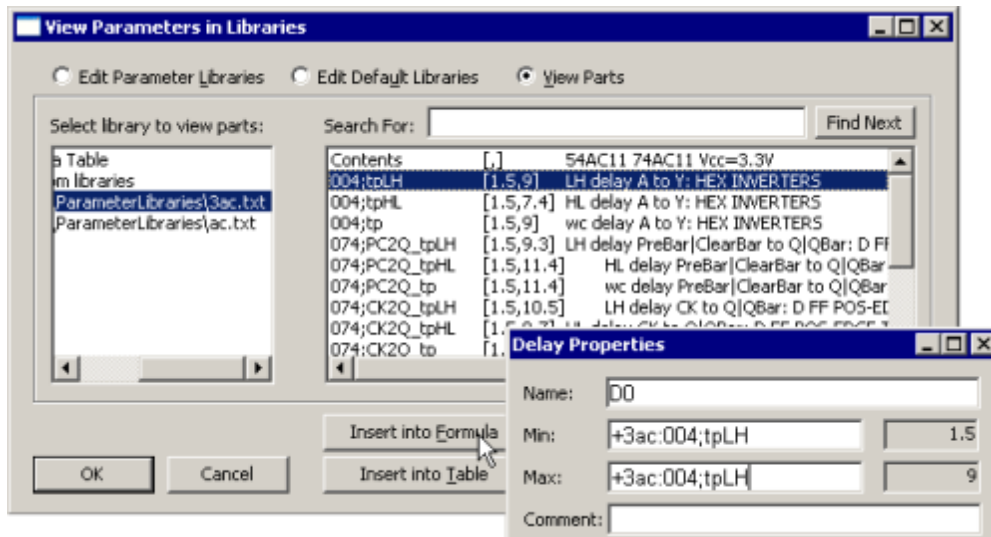 View Parameters in Libraries
Edit Parameter Libraries Edit Default Libraries View Parts
Select library to view parts: Search For: Find Next
a Table
m libraries
ParameterLibraries\3ac.txt
ParameterLibraries\ac.txt
Contents [,] 54AC11 74AC11 Vcc=3.3V
004;tpLH [1.5,9] LH delay A to Y: HEX INVERTERS
004;tpHL [1.5,7.4] HL delay A to Y: HEX INVERTERS
004;tp [1.5,9] wc delay A to Y: HEX INVERTERS
074;PC2Q_tpLH [1.5,9.3] LH delay PreBar|ClearBar to Q|QBar: D FF
074;PC2Q_tpHL [1.5,11.4] HL delay PreBar|ClearBar to Q|QBar
074;PC2Q_tp [1.5,11.4] wc delay PreBar|ClearBar to Q|QBar
074;CK2Q_tpLH [1.5,10.5] LH delay CK to Q|QBar: D FF POS-ED
074;CK2Q_tpHL
074;CK2Q_tp [1.
Insert into Formula
OK Cancel Insert into Table
Delay Properties
Name: D0
Min: +3ac:004;tpLH 1.5
Max: +3ac:004;tpLH 9
Comment: